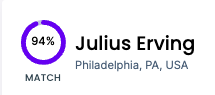 94%
MATCH
Julius Erving
Philadelphia, PA, USA